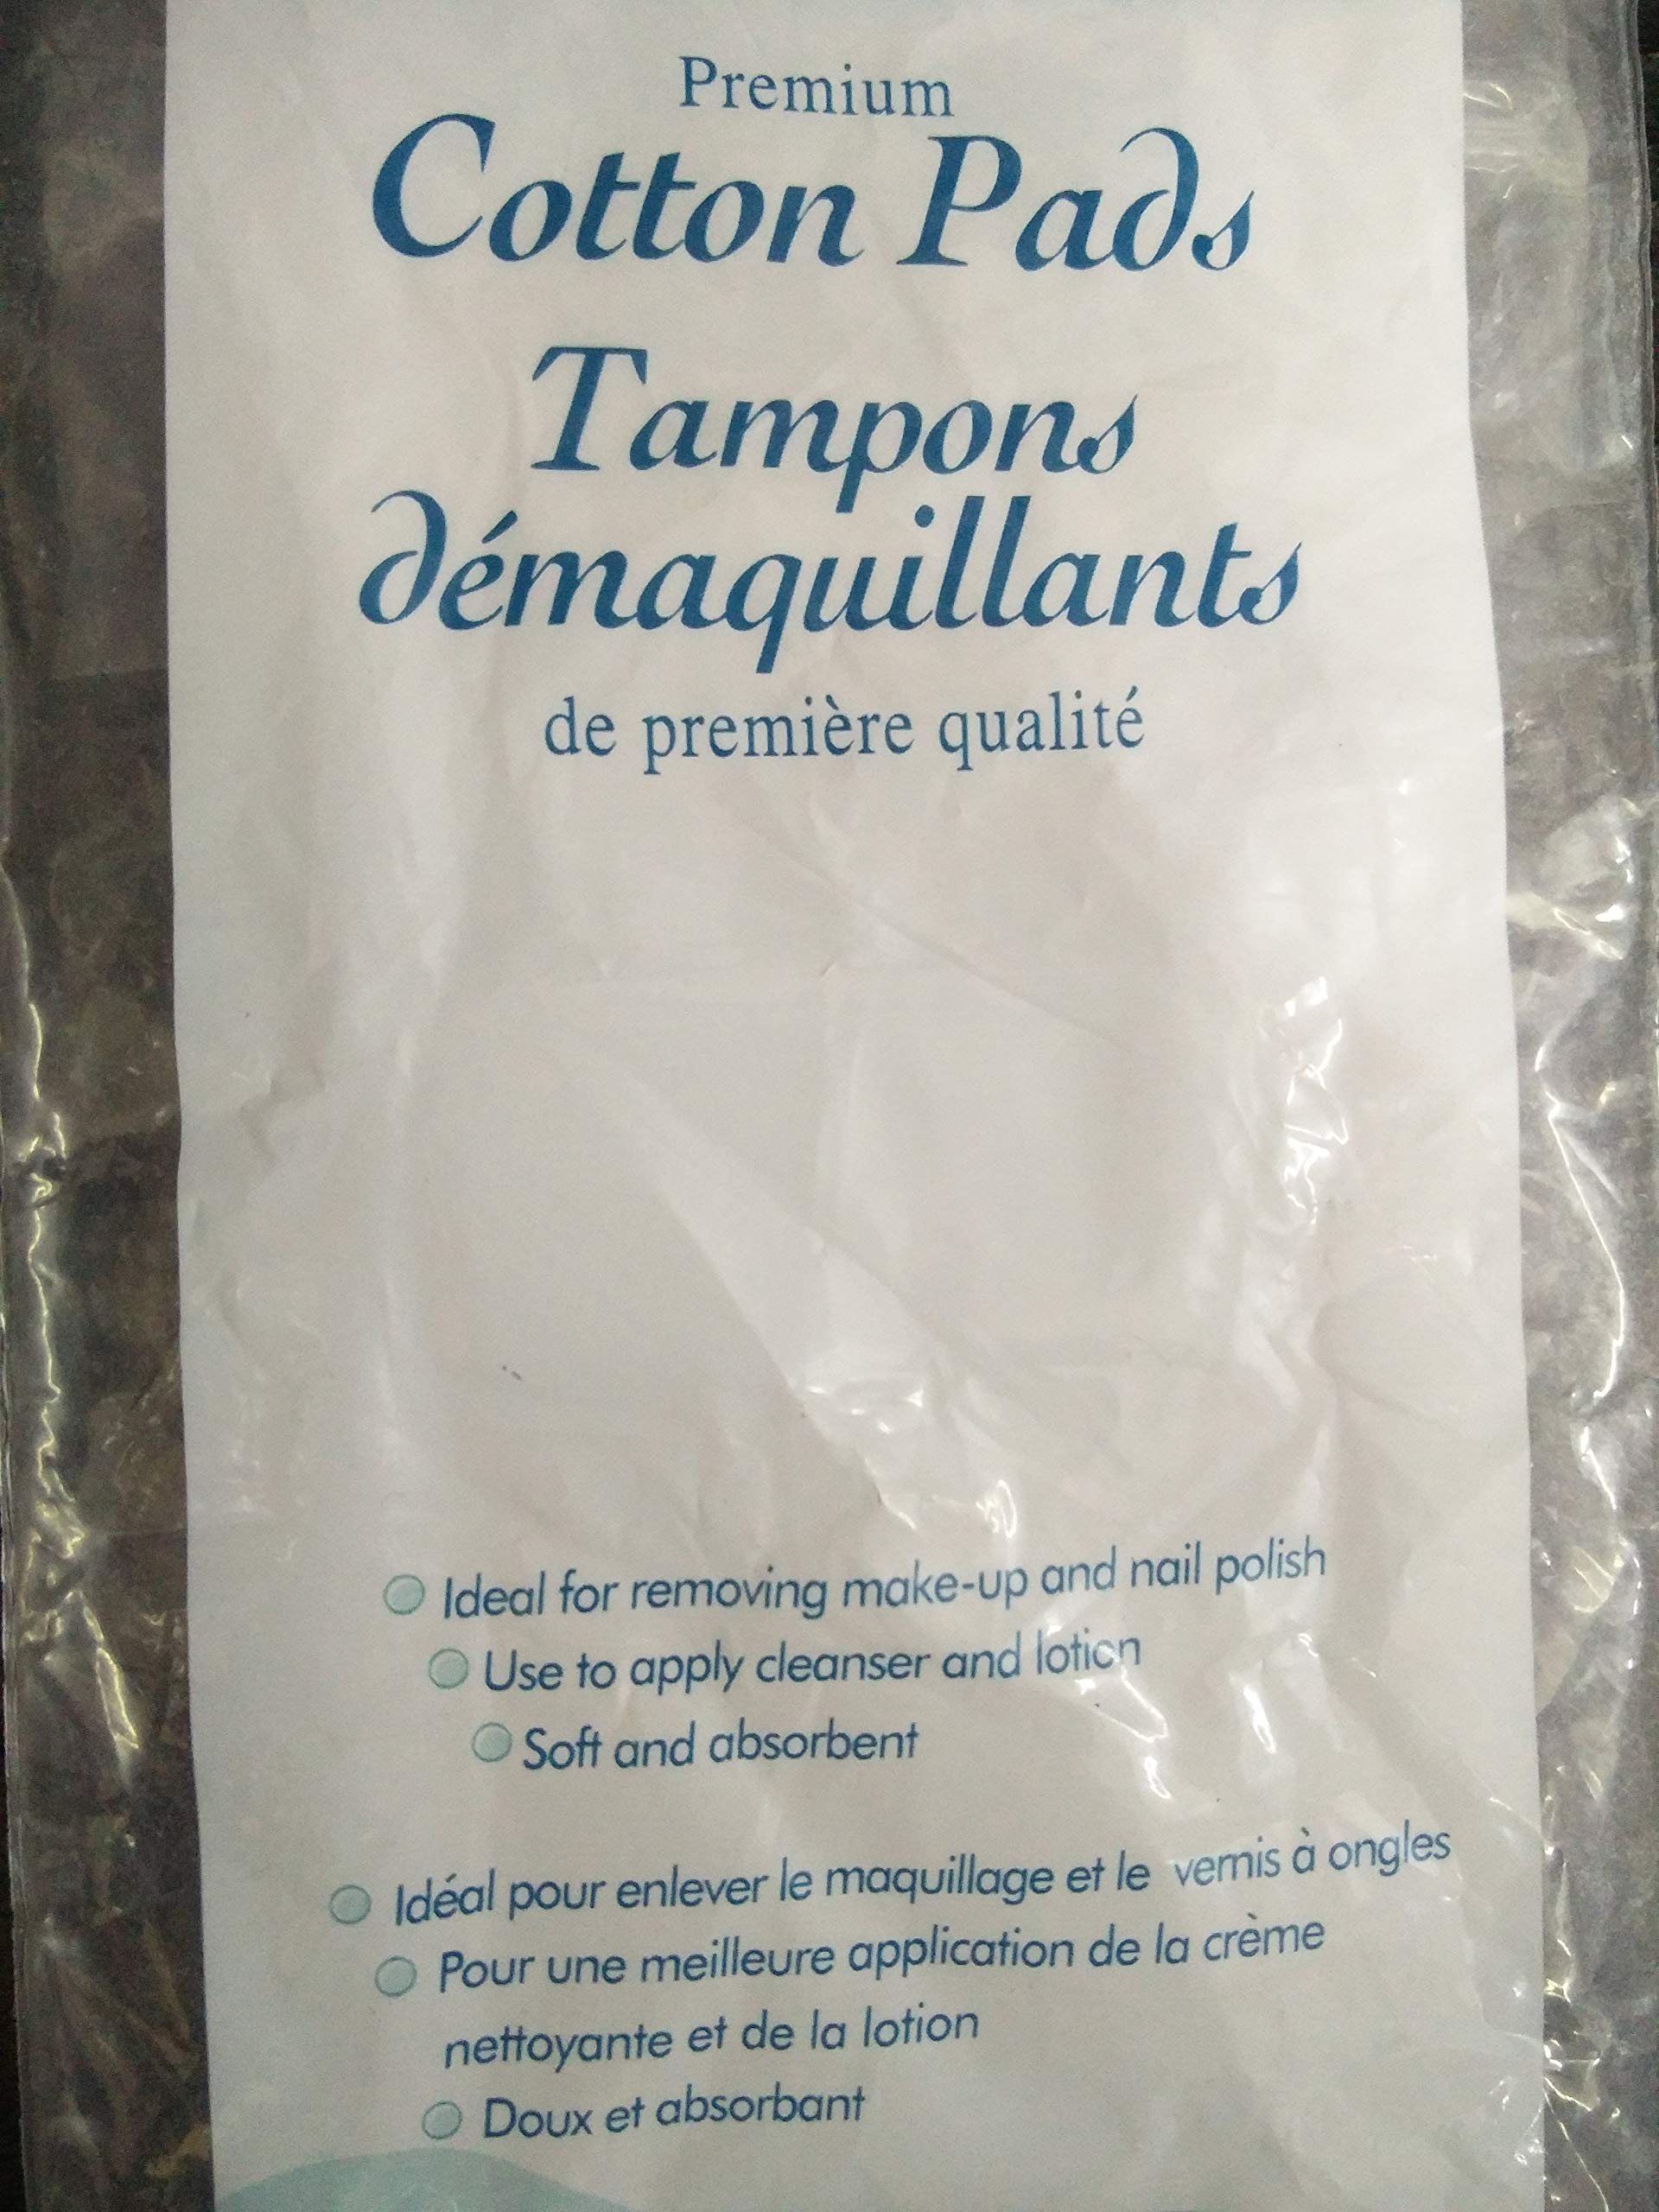 Premium
Cotton Pads
Tampons
démaquillants
de première qualité
Ideal for removing make-up and nail polish
Use to apply cleanser and lotion
Soft and absorbent
Idéal pour enlever le maquillage et le vernis à ongles
Pour une meilleure application de la crème
nettoyante et de la lotion
Doux et absorbant